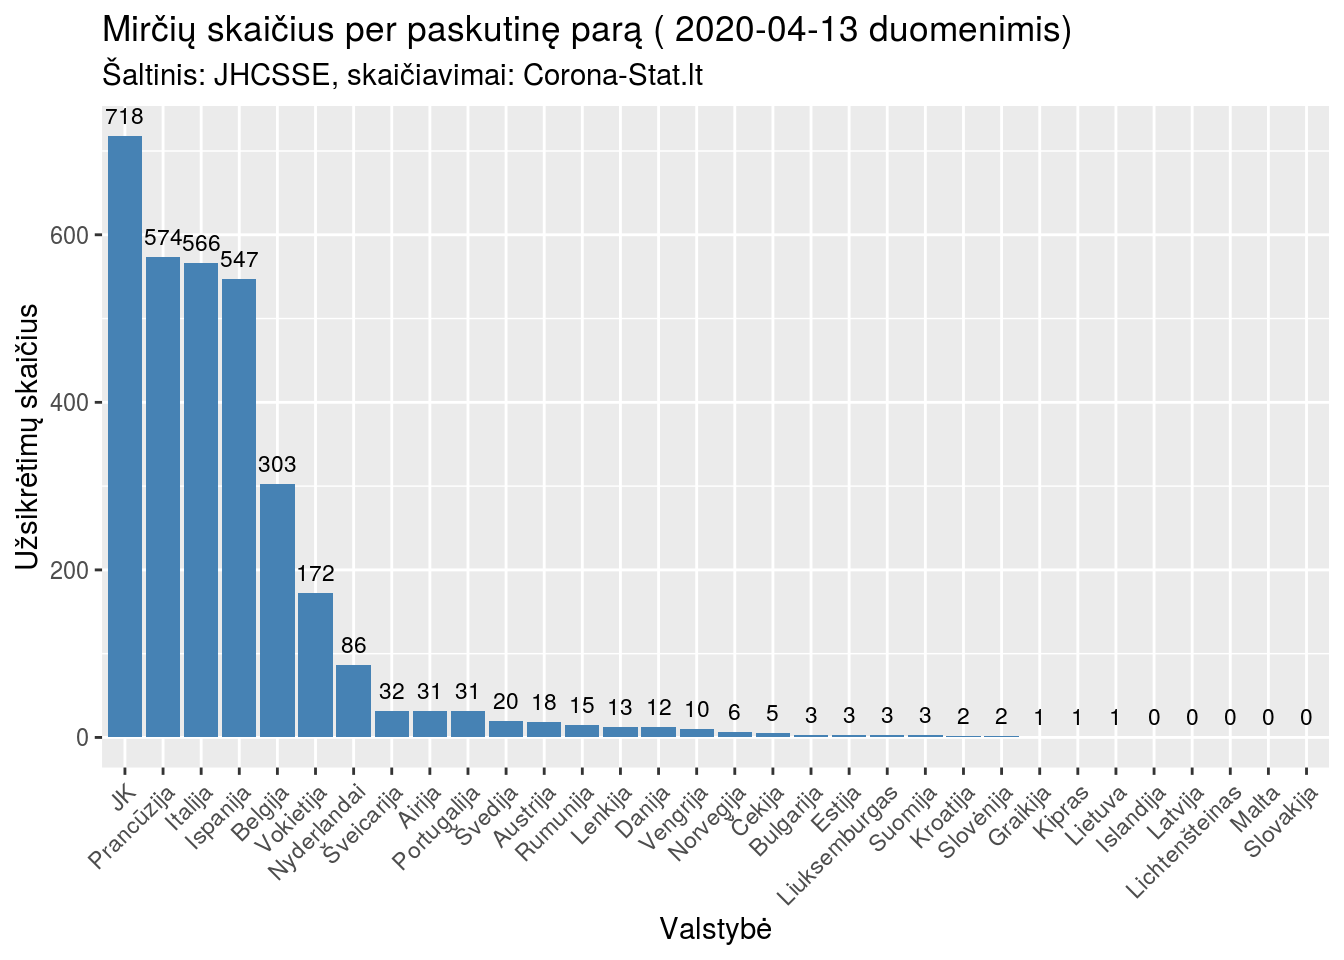 Mirčių skaičius per paskutinę parą ( 2020-04-13 duomenimis)
Šaltinis: JHCSSE, skaičiavimai: Corona-Stat.lt
Užsikrėtimų skaičius
600
400
200
0
718
574
566
547
303
172
86
32
31
31
20
18
15
13
12
10
6
5
3
3
3
3
2
2
1
1
1
0
0
0
0
0
JK
Prancūzija
Italija
Ispanija
Belgija
Vokietija
Nyderlandai
Šveicarija
Airija
Portugalija
Švedija
Austrija
Rumunija
Lenkija
Danija
Vengrija
Norvegija
Čekija
Bulgarija
Estija
Liuksemburgas
Suomija
Kroatija
Slovėnija
Graikija
Kipras
Lietuva
Islandija
Latvija
Lichtenšteinas
Malta
Slovakija
Valstybė